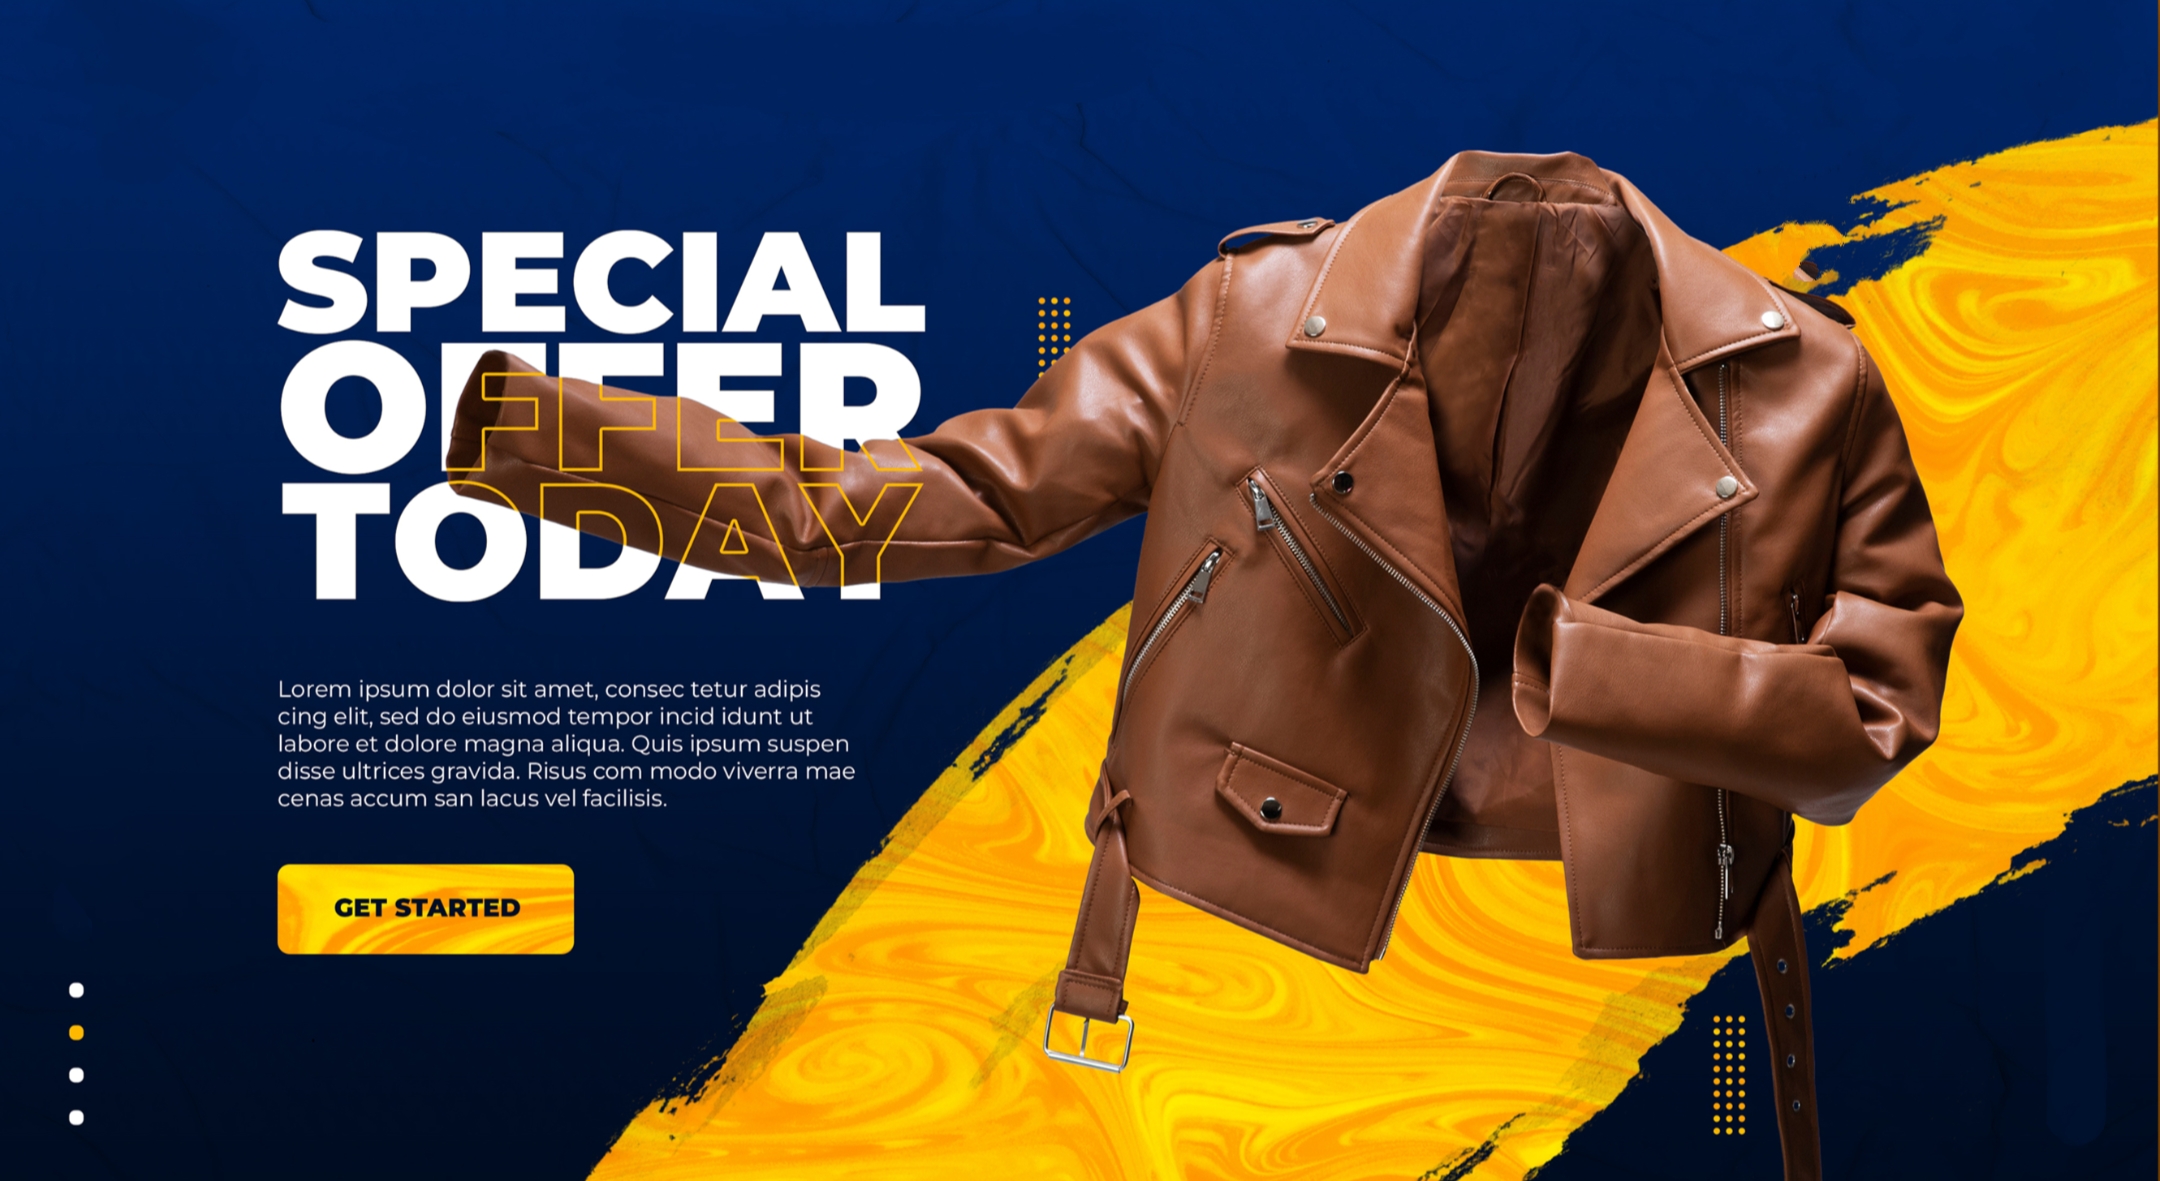 SPECIAL
OFFER
TODAY
Lorem ipsum dolor sit amet, consec tetur adipis
cing elit, sed do eiusmod tempor incid idunt ut
labore et dolore magna aliqua. Quis ipsum suspen
disse ultrices gravida. Risus com modo viverra mae
cenas accum san lacus vel facilisis.
GET STARTED